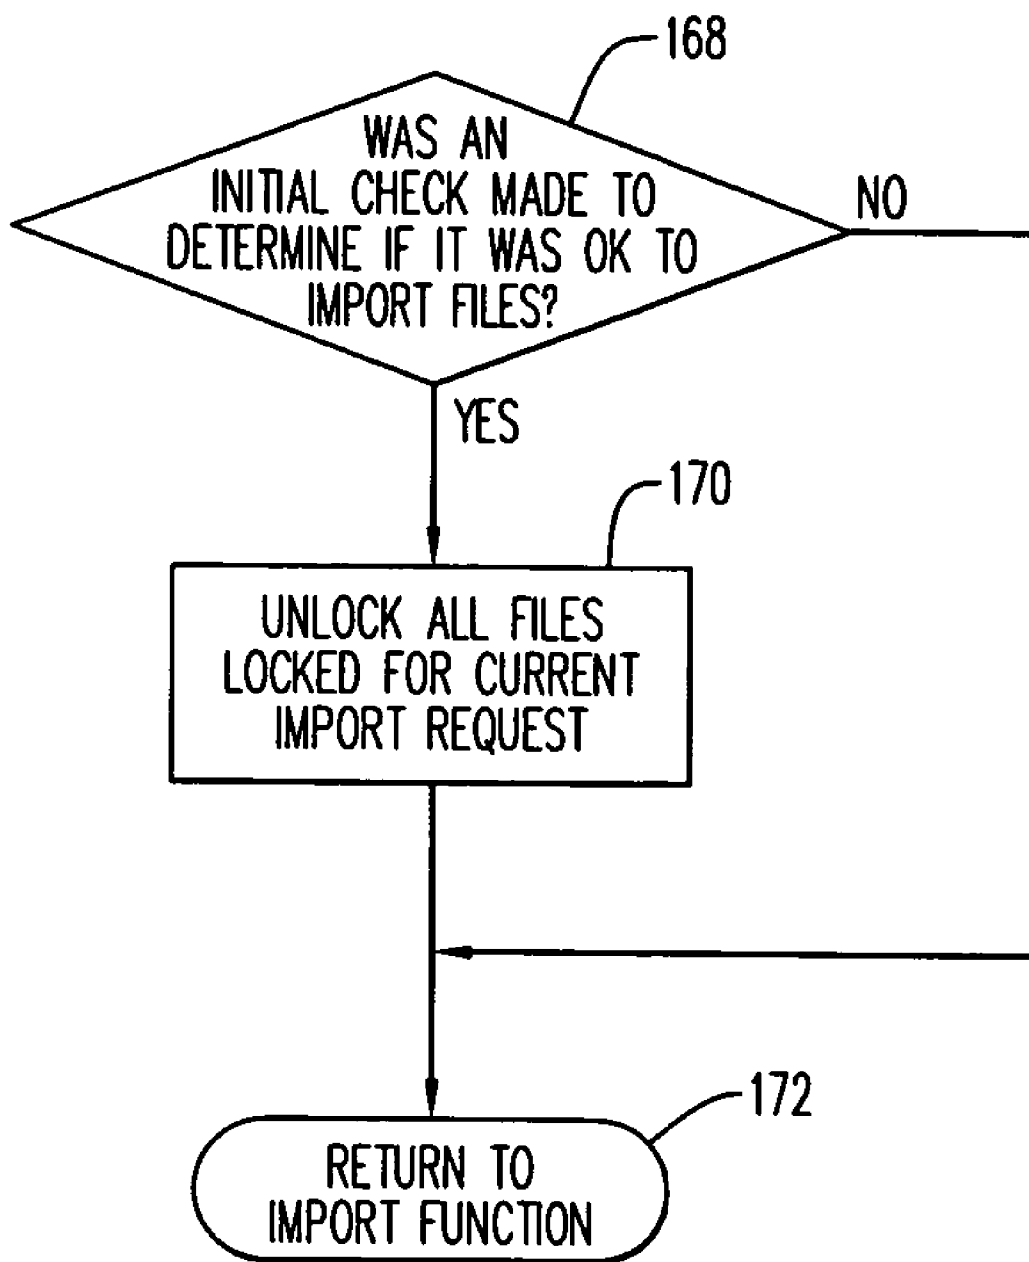 168
WAS AN
INITIAL CHECK MADE TO
DETERMINE IF IT WAS OK TO
IMPORT FILES?
NO
YES
170
UNLOCK ALL FILES
LOCKED FOR CURRENT
IMPORT REQUEST
172
RETURN TO
IMPORT FUNCTION